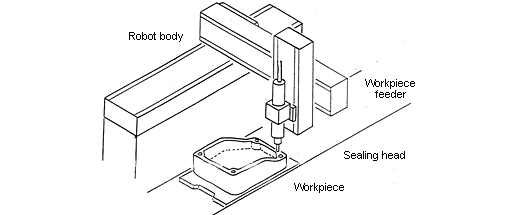 Robot body
Workpiece
feeder
Sealing head
Workpiece